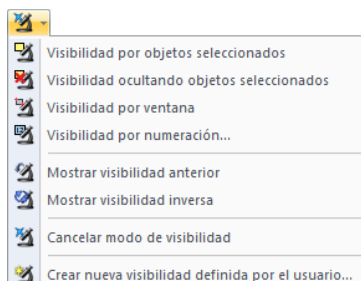 Visibilidad por objetos seleccionados
Visibilidad ocultando objetos seleccionados
Visibilidad por ventana
Visibilidad por numeración...
Mostrar visibilidad anterior
Mostrar visibilidad inversa
Cancelar modo de visibilidad
Crear nueva visibilidad definida por el usuario...